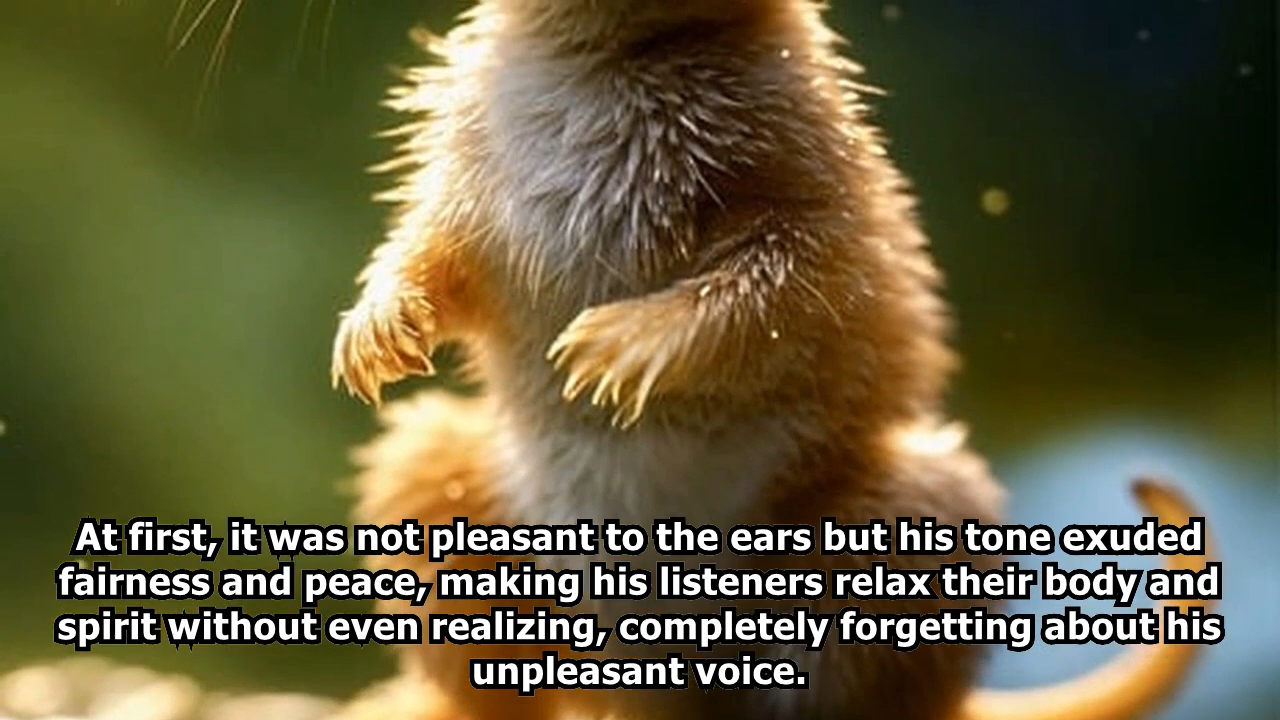 At first, it was not pleasant to the ears but his tone exuded
fairness and peace, making his listeners relax their body and
spirit without even realizing, completely forgetting about his
unpleasant voice.